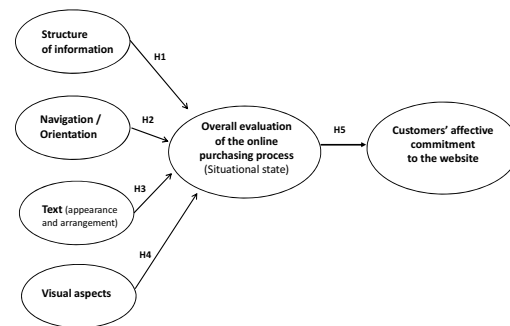 Structure
of information
H1
Navigation /
Orientation
H2
Overall evaluation
of the online
purchasing process
(Situational state)
H5
Customers' affective
commitment
to the website
Text (appearance
and arrangement)
H3
H4
Visual aspects